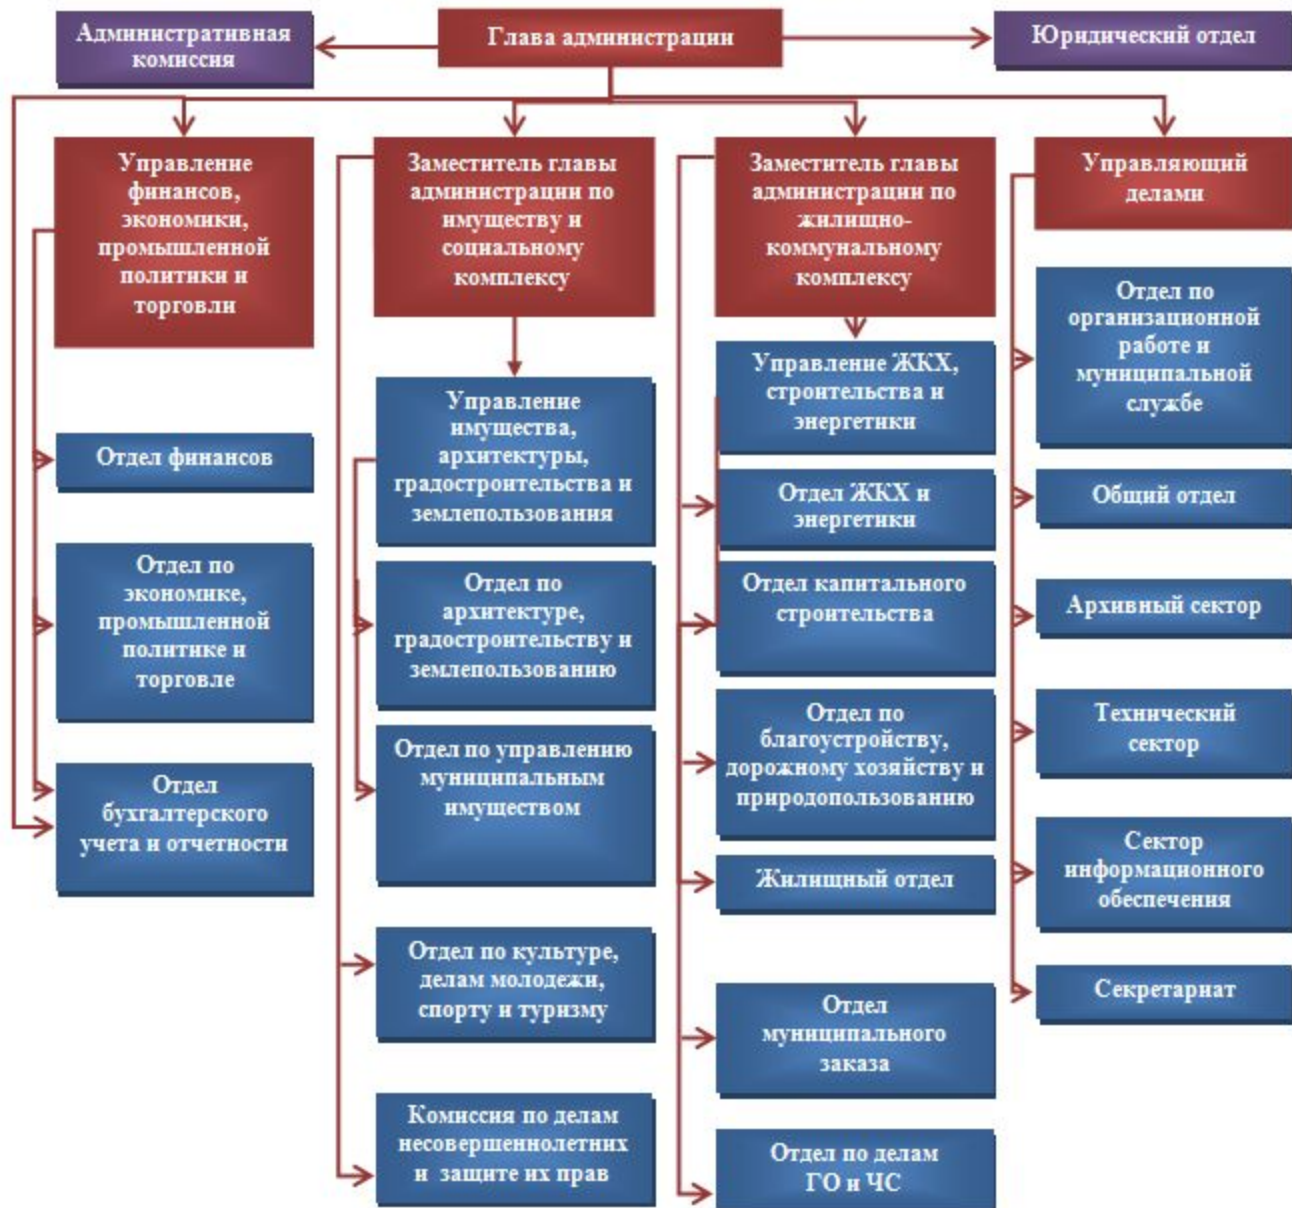 Административная
комиссия
Глава администрации
Юридический отдел
Управление
финансов,
экономики,
промышленной
политики и
торговли
Отдел финансов
Отдел по
экономике,
промышленной
политике и
торговле
Отдел
бухгалтерского
учета и отчетности
Заместитель главы
администрации по
имуществу и
социальному
комплексу
Управление
имущества,
архитектуры,
градостроительства и
землепользования
Отдел по
архитектуре,
градостроительству и
землепользованию
Отдел по управлению
муниципальным
имуществом
Отдел по культуре,
делам молодежи,
спорту и туризму
Комиссия по делам
несовершеннолетних
и защите их прав
Заместитель главы
администрации по
жилищно-
коммунальному
комплексу
Управление ЖКХ,
строительства и
энергетики
Отдел ЖКХ и
энергетики
Отдел капитального
строительства
Отдел по
благоустройству,
дорожному хозяйству и
природопользованию
Жилищный отдел
Отдел
муниципального
заказа
Отдел по делам
ГО и ЧС
Управляющий
делами
Отдел по
организационной
работе и
муниципальной
службе
Общий отдел
Архивный сектор
Технический
сектор
Сектор
информационного
обеспечения
Секретариат